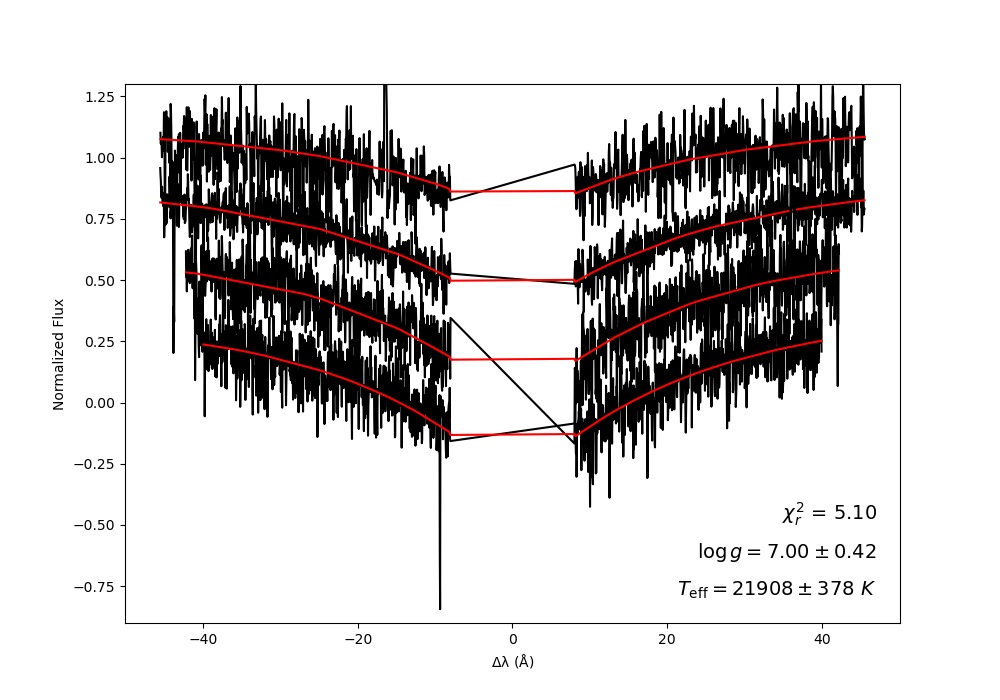 1.25
1.00
0.75
0.50
0.25
0.00
−0.25
−0.50
−0.75
Normalized Flux
−40
−20
0
20
40
Δλ (Å)
χ²ᵣ = 5.10
log g = 7.00 ± 0.42
T_eff = 21908 ± 378 K